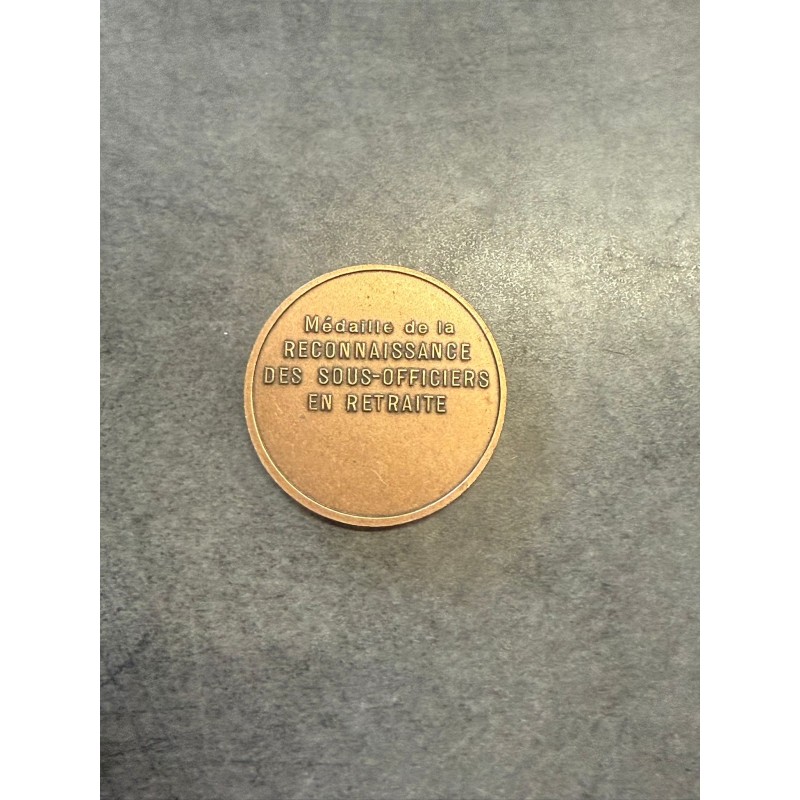 Médaille de la
RECONNAISSANCE
DES SOUS-OFFICIERS
EN RETRAITE